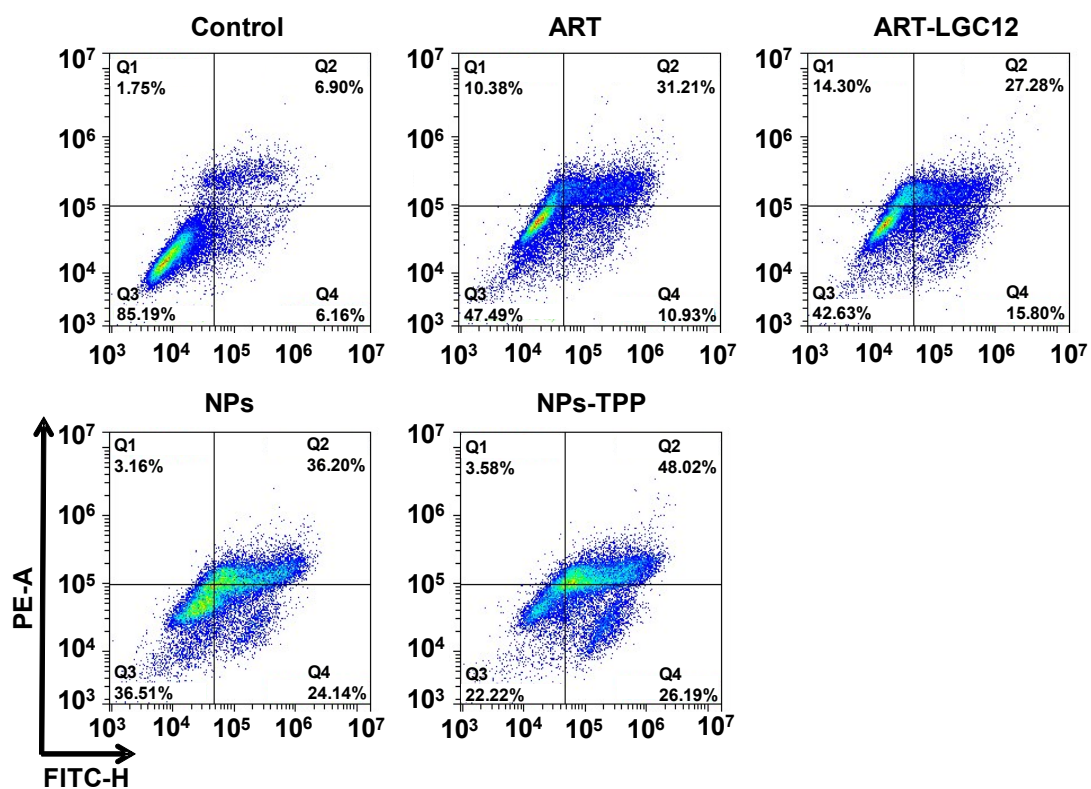 Control
ART
ART-LGC12
10⁷
10⁶
10⁵
10⁴
10³
Q1
1.75%
Q2
6.90%
Q3
85.19%
Q4
6.16%
10³ 10⁴ 10⁵ 10⁶ 10⁷
10⁷
10⁶
10⁵
10⁴
10³
Q1
10.38%
Q2
31.21%
Q3
47.49%
Q4
10.93%
10³ 10⁴ 10⁵ 10⁶ 10⁷
10⁷
10⁶
10⁵
10⁴
10³
Q1
14.30%
Q2
27.28%
Q3
42.63%
Q4
15.80%
10³ 10⁴ 10⁵ 10⁶ 10⁷
NPs
NPs-TPP
10⁷
10⁶
10⁵
10⁴
10³
Q1
3.16%
Q2
36.20%
Q3
36.51%
Q4
24.14%
10³ 10⁴ 10⁵ 10⁶ 10⁷
10⁷
10⁶
10⁵
10⁴
10³
Q1
3.58%
Q2
48.02%
Q3
22.22%
Q4
26.19%
10³ 10⁴ 10⁵ 10⁶ 10⁷
PE-A
FITC-H